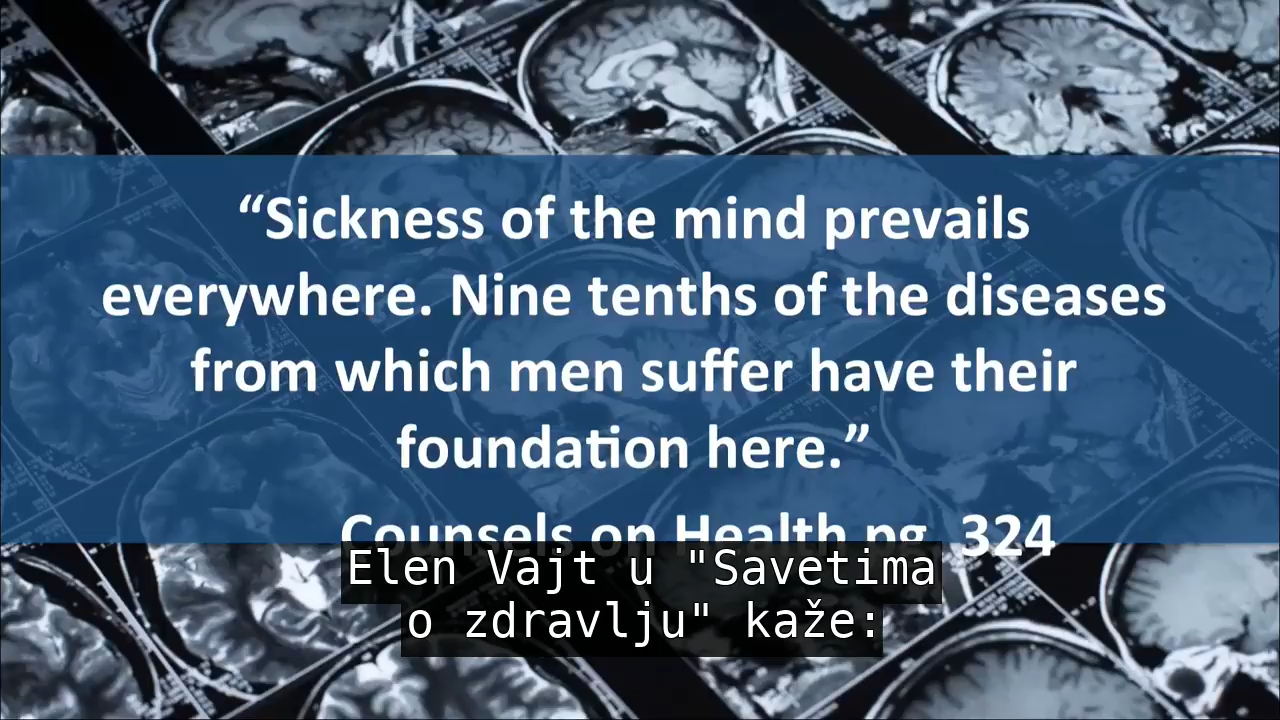 “Sickness of the mind prevails
everywhere. Nine tenths of the diseases
from which men suffer have their
foundation here.”
Counsels on Health pg. 324
Elen Vajt u "Savetima
o zdravlju" kaže: